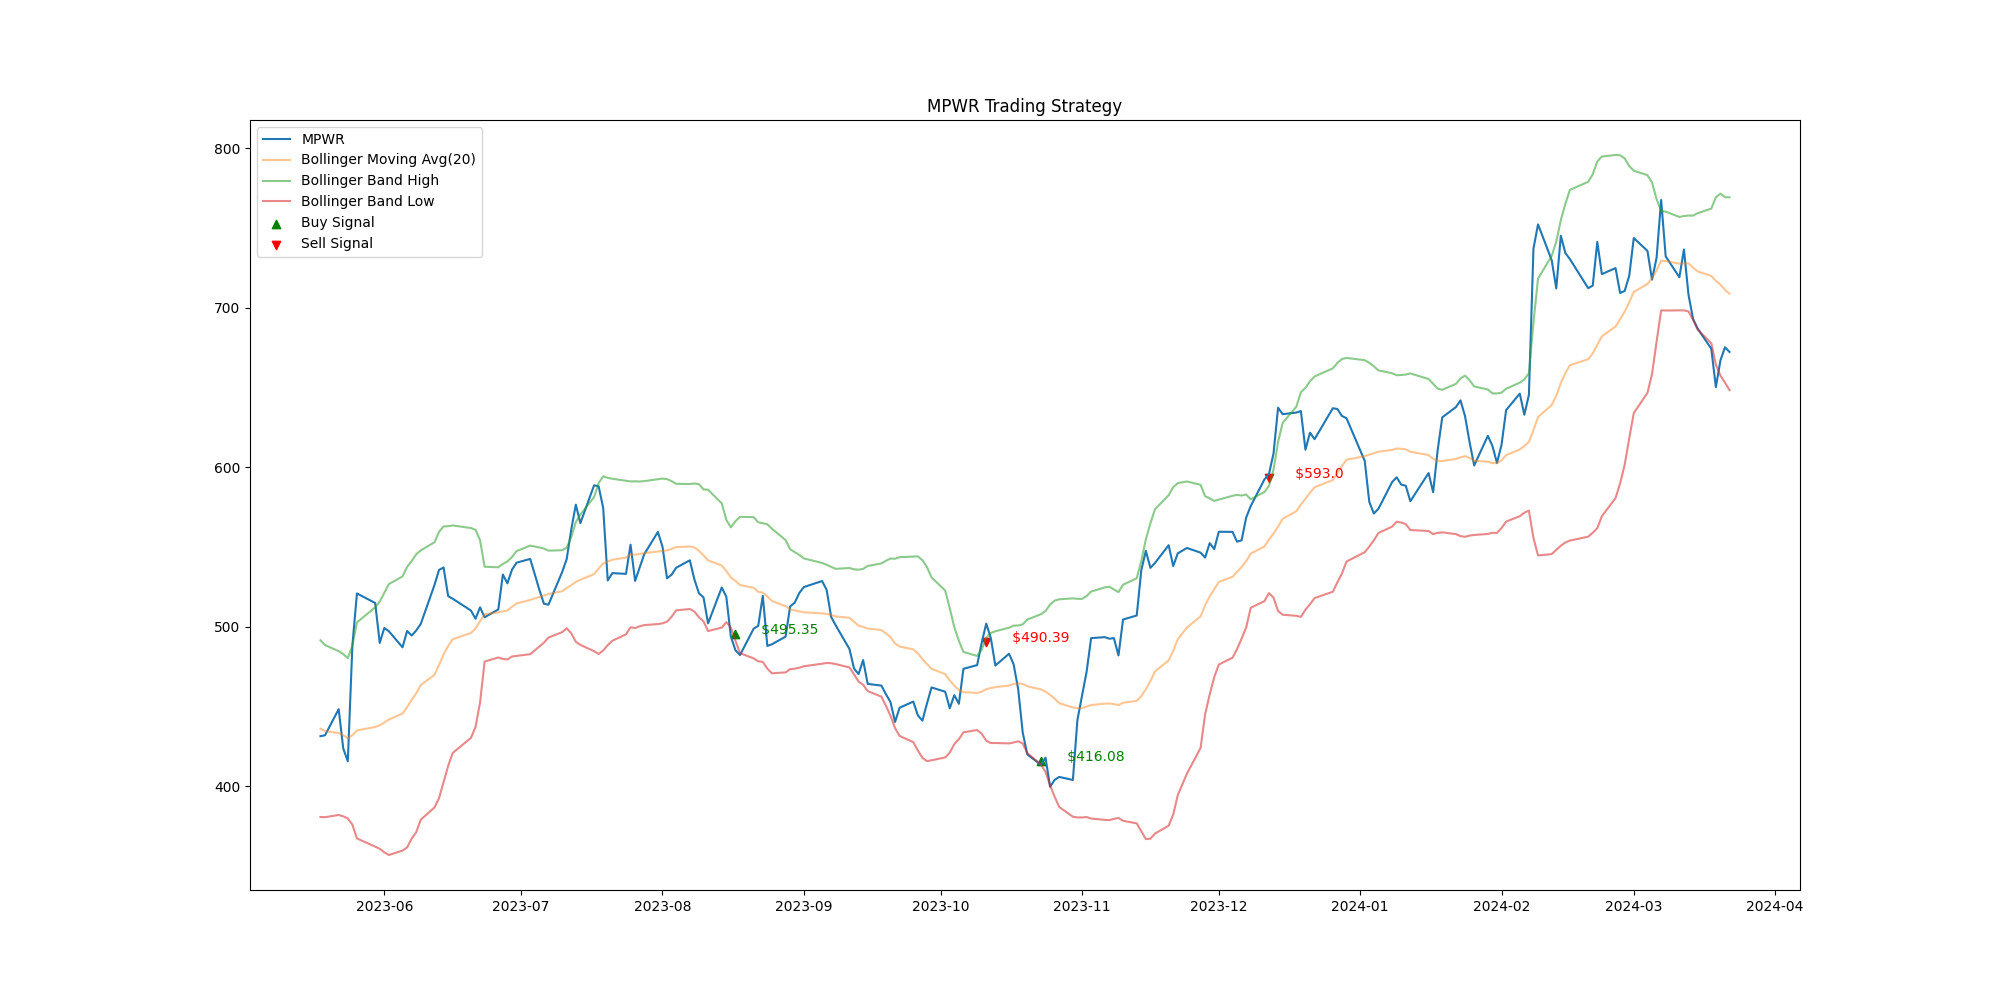 MPWR Trading Strategy
MPWR
Bollinger Moving Avg(20)
Bollinger Band High
Bollinger Band Low
Buy Signal
Sell Signal
800
700
600
500
400
$495.35
$490.39
$416.08
$593.0
2023-06 2023-07 2023-08 2023-09 2023-10 2023-11 2023-12 2024-01 2024-02 2024-03 2024-04